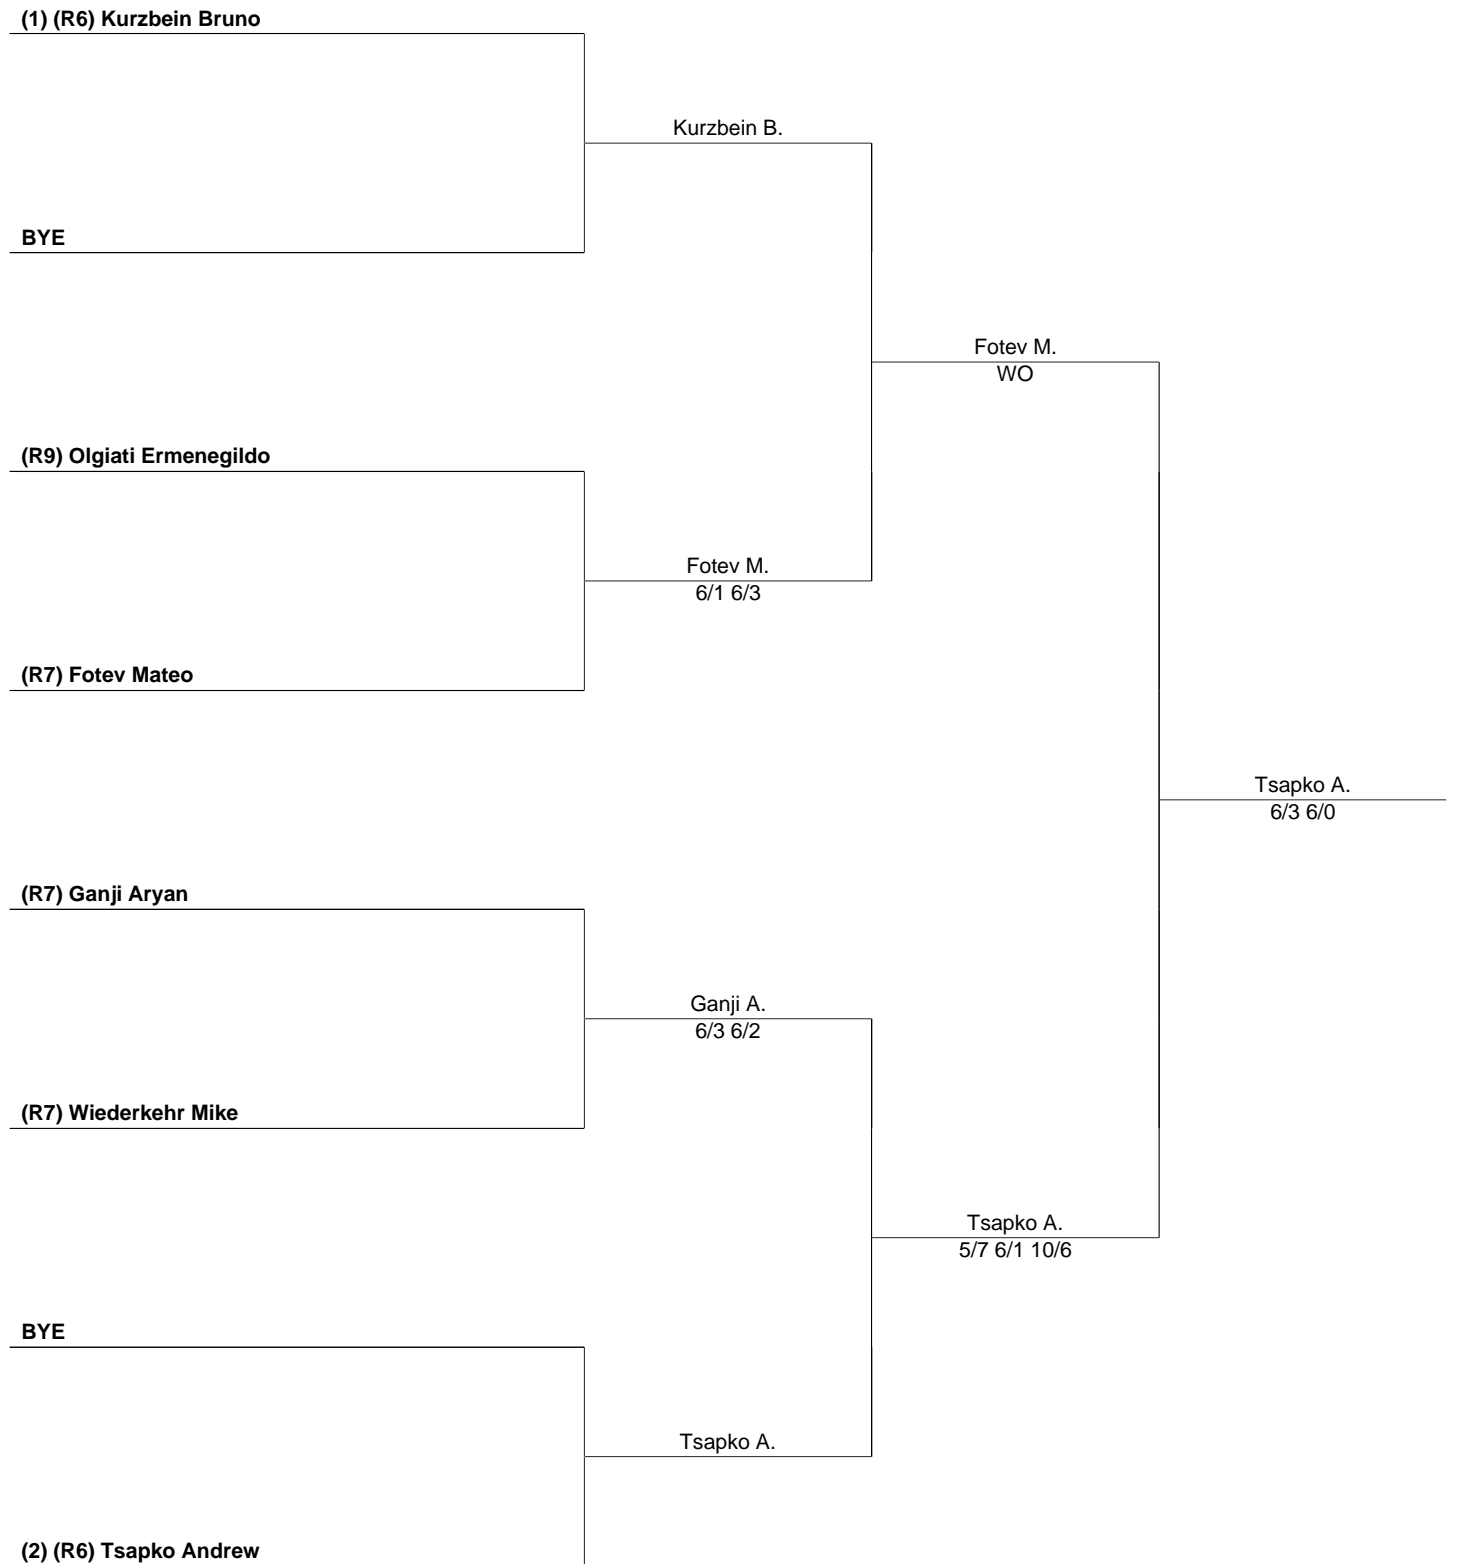 (1) (R6) Kurzbein Bruno
Kurzbein B.
BYE
Fotev M.
WO
(R9) Olgiati Ermenegildo
Fotev M.
6/1 6/3
(R7) Fotev Mateo
Tsapko A.
6/3 6/0
(R7) Ganji Aryan
Ganji A.
6/3 6/2
(R7) Wiederkehr Mike
Tsapko A.
5/7 6/1 10/6
BYE
Tsapko A.
(2) (R6) Tsapko Andrew